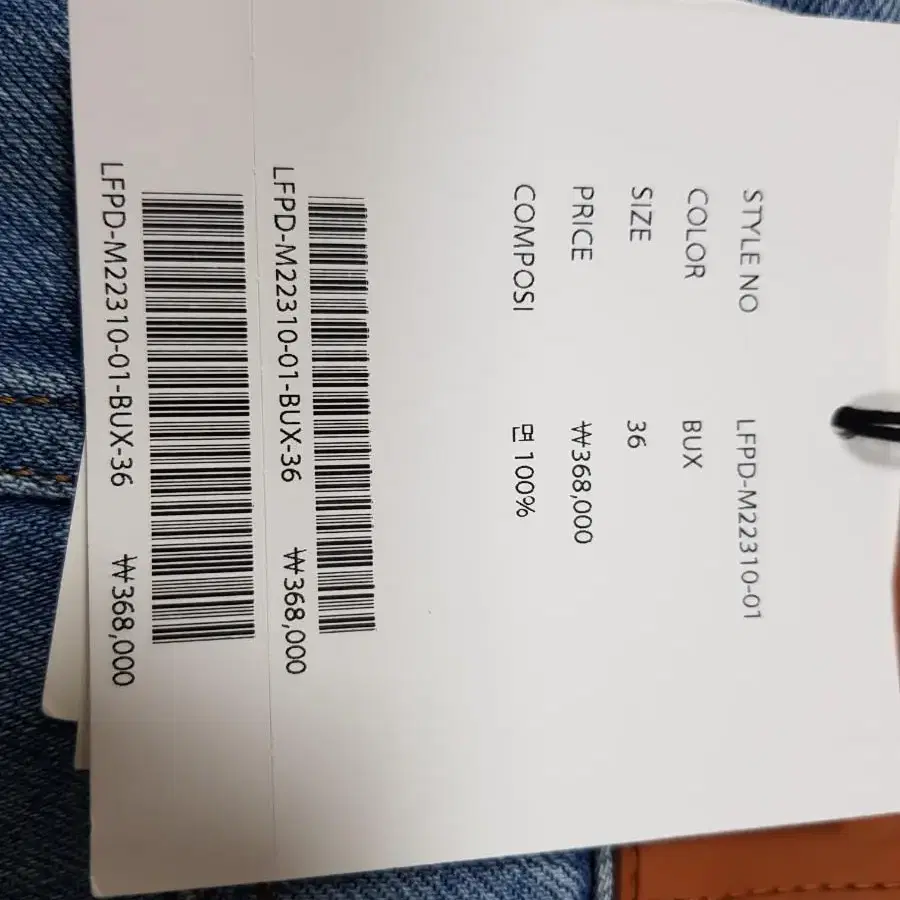 STYLE NO LFPD-M22310-01
COLOR BUX
SIZE 36
PRICE ₩368,000
COMPOSI 면 100%
LFPD-M22310-01-BUX-36 ₩368,000
LFPD-M22310-01-BUX-36 ₩368,000